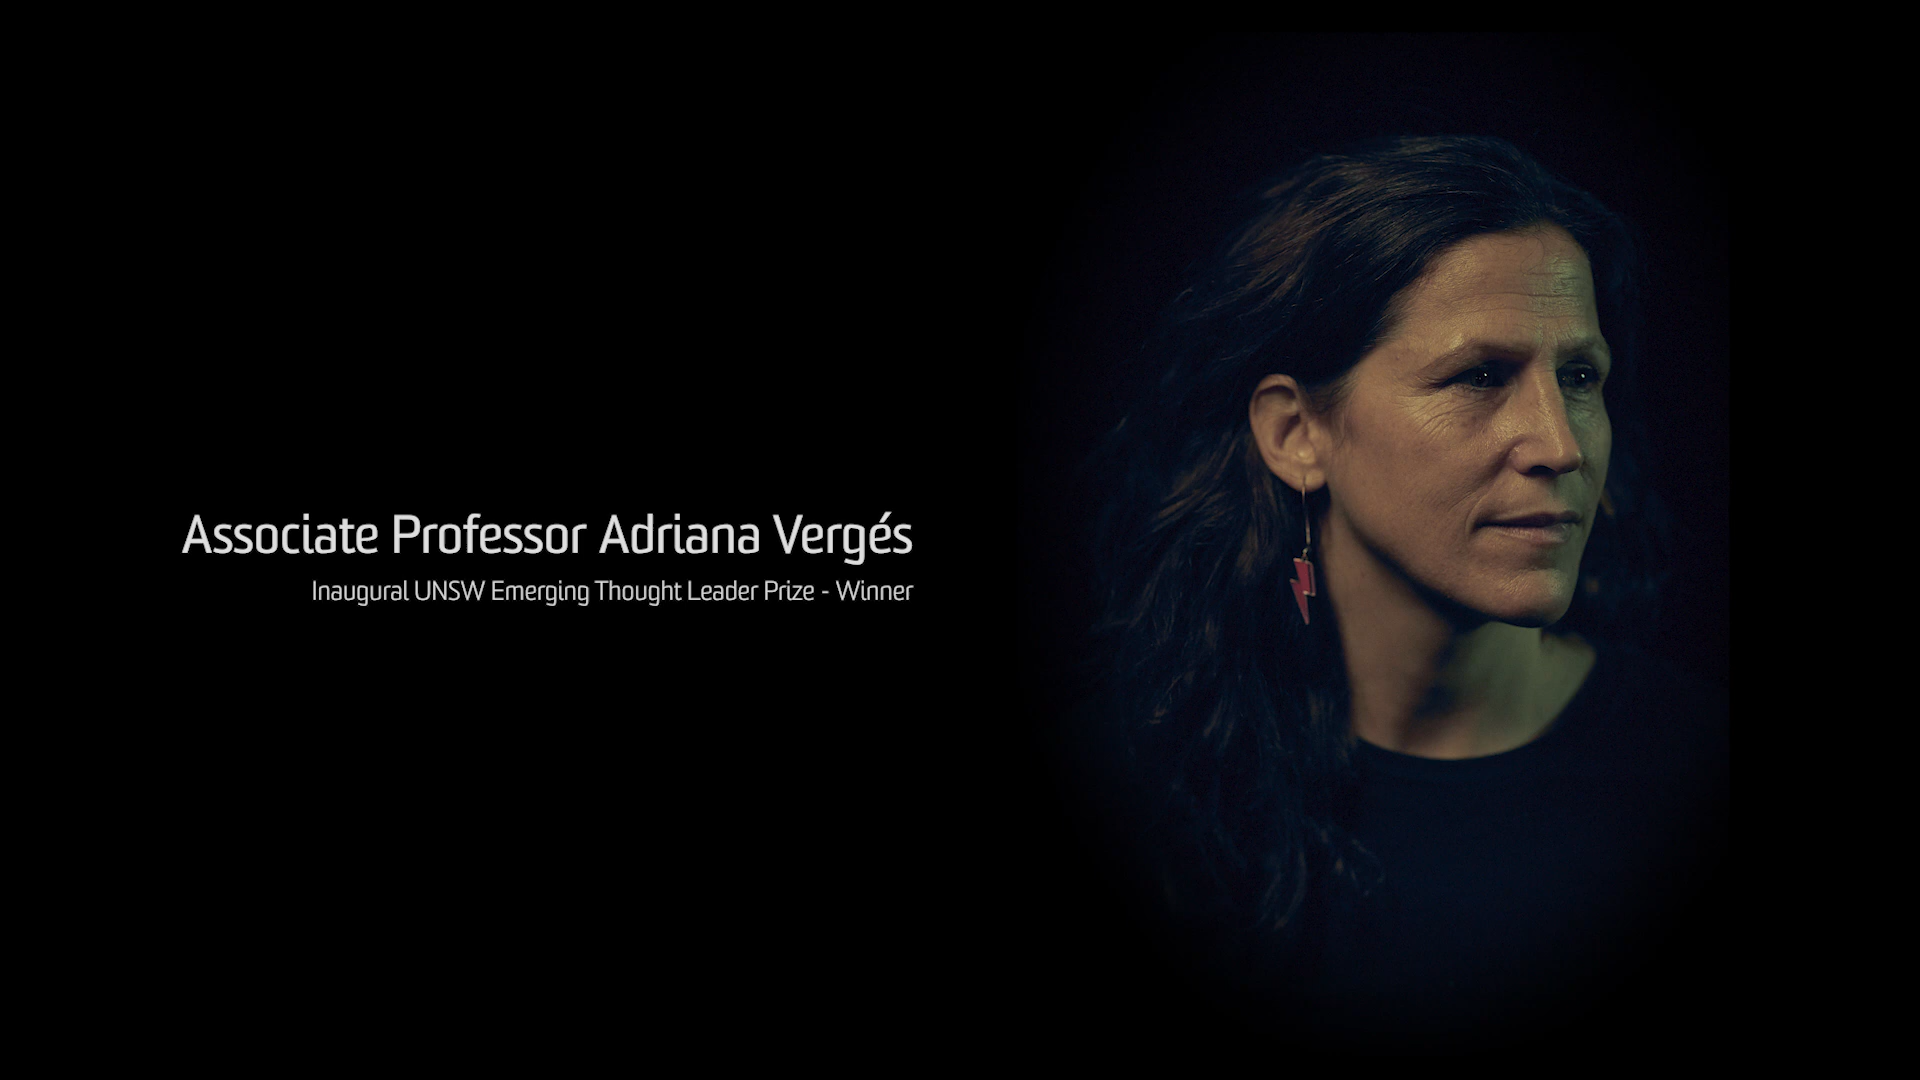 Associate Professor Adriana Vergés
Inaugural UNSW Emerging Thought Leader Prize - Winner